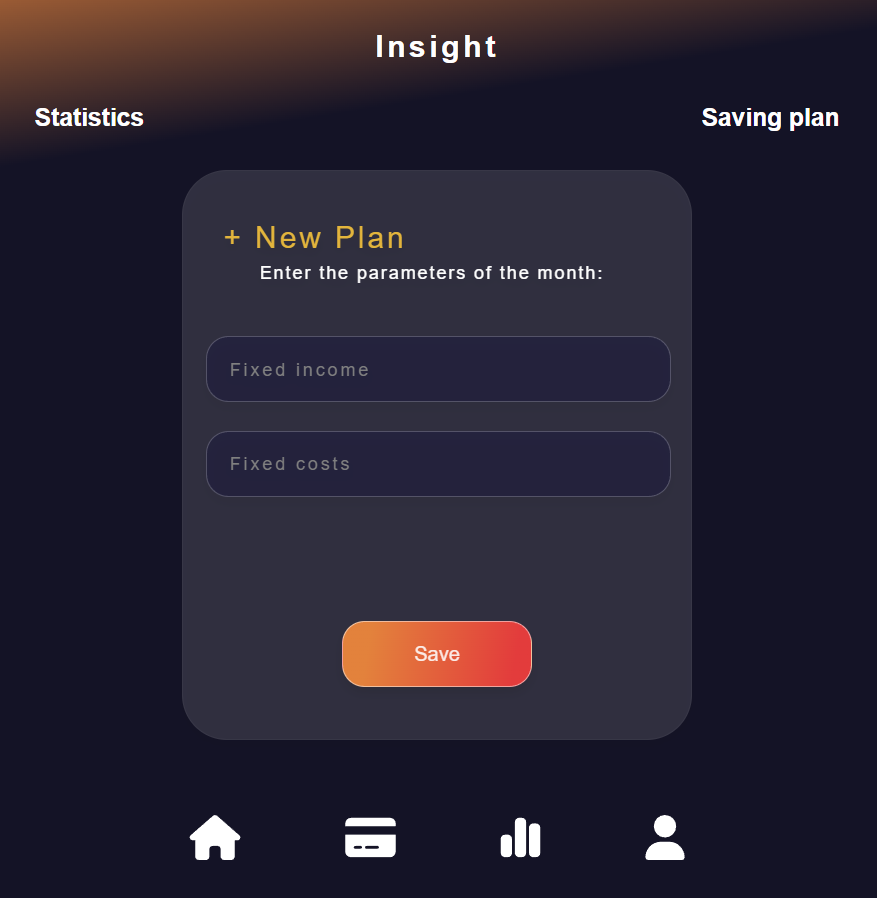 Insight
Statistics
Saving plan
+ New Plan
Enter the parameters of the month:
Fixed income
Fixed costs
Save